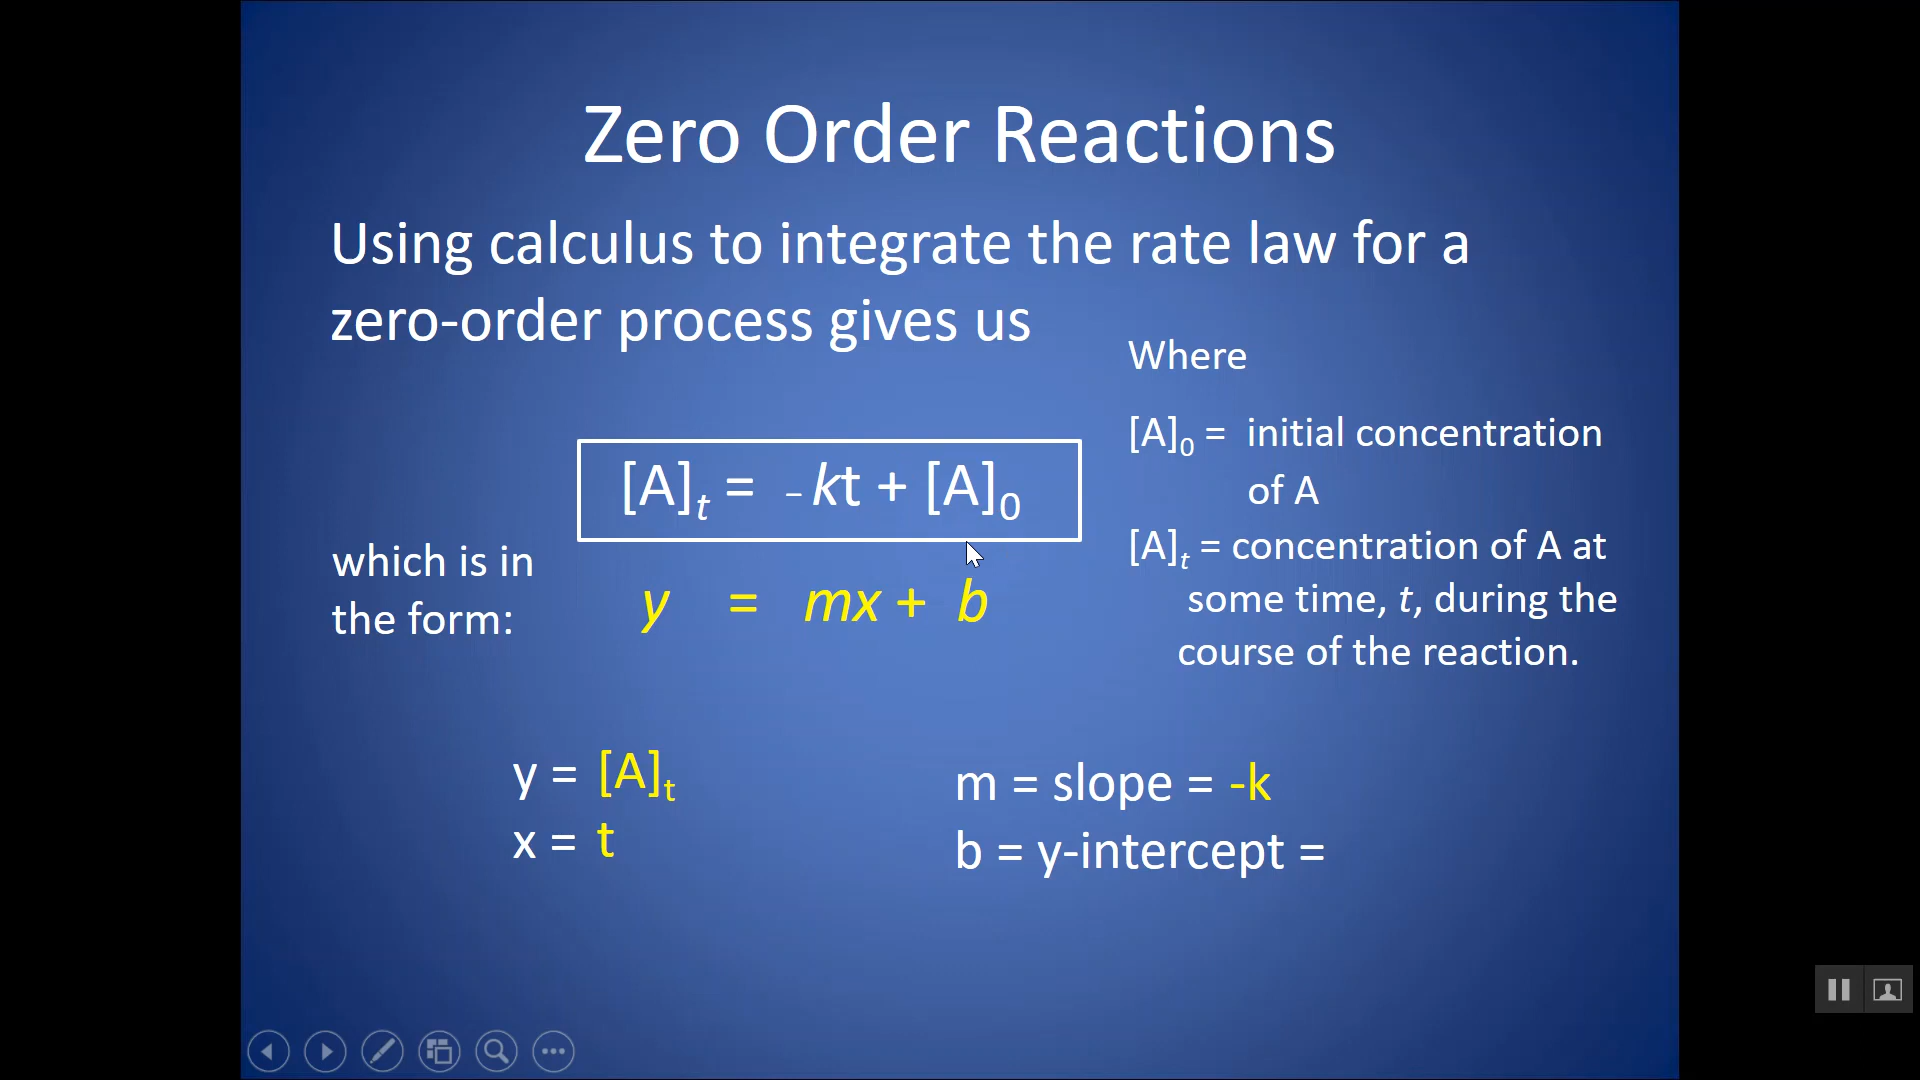 Zero Order Reactions
Using calculus to integrate the rate law for a
zero-order process gives us
Where
[A]0 = initial concentration
of A
[A]t = concentration of A at
some time, t, during the
course of the reaction.
[A]t = -kt + [A]0
which is in
the form:
y = mx + b
y = [A]t
x = t
m = slope = -k
b = y-intercept =